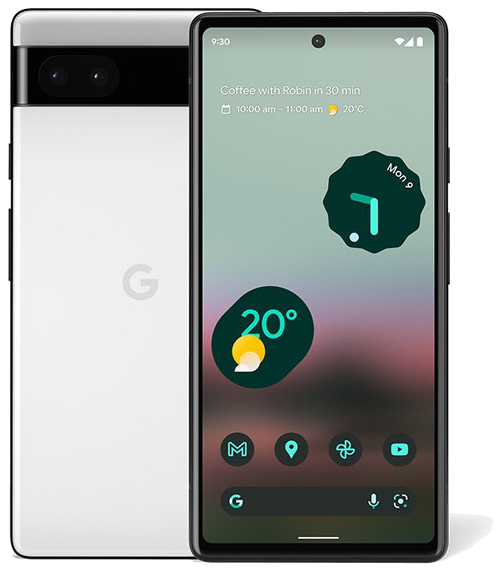 9:30
Coffee with Robin in 30 min
10:00 am – 11:00 am 20°C
Mon 9
20°
G
G